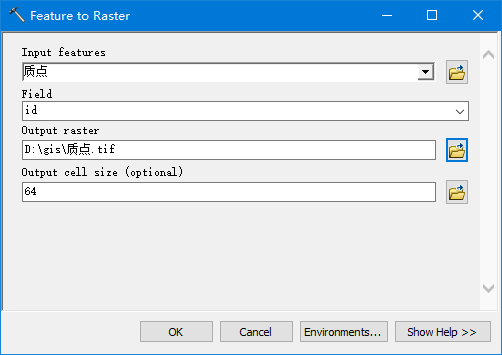 Feature to Raster
Input features
质点
Field
id
Output raster
D:\gis\质点.tif
Output cell size (optional)
64
OK Cancel Environments... Show Help >>